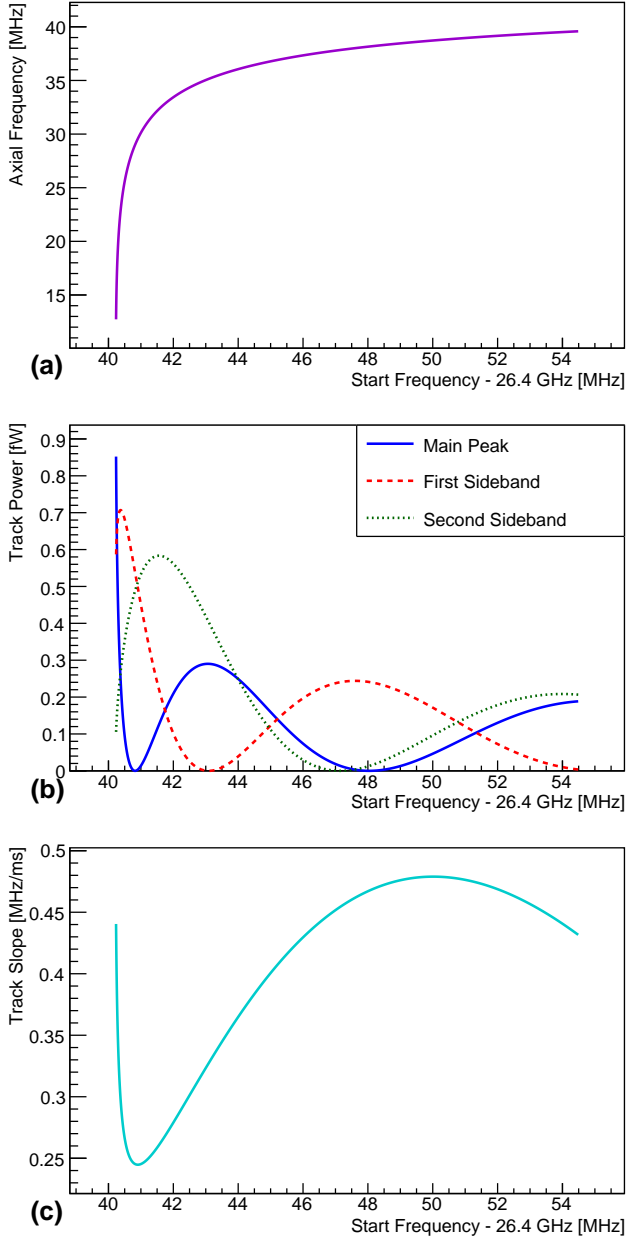 Axial Frequency [MHz]
40
35
30
25
20
15
40 42 44 46 48 50 52 54
Start Frequency - 26.4 GHz [MHz]
(a)
Track Power [fW]
0.9
0.8
0.7
0.6
0.5
0.4
0.3
0.2
0.1
0
Main Peak
First Sideband
Second Sideband
40 42 44 46 48 50 52 54
Start Frequency - 26.4 GHz [MHz]
(b)
Track Slope [MHz/ms]
0.5
0.45
0.4
0.35
0.3
0.25
40 42 44 46 48 50 52 54
Start Frequency - 26.4 GHz [MHz]
(c)